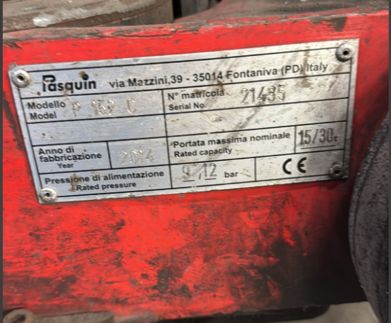 Pasquin via Mazzini,39 - 35014 Fontaniva (PD) Italy
Modello
Model
N° matricola
Serial No.
21435
Anno di
fabbricazione
Year
Portata massima nominale
Rated capacity
15/30t
Pressione di alimentazione
Rated pressure
bar
CE